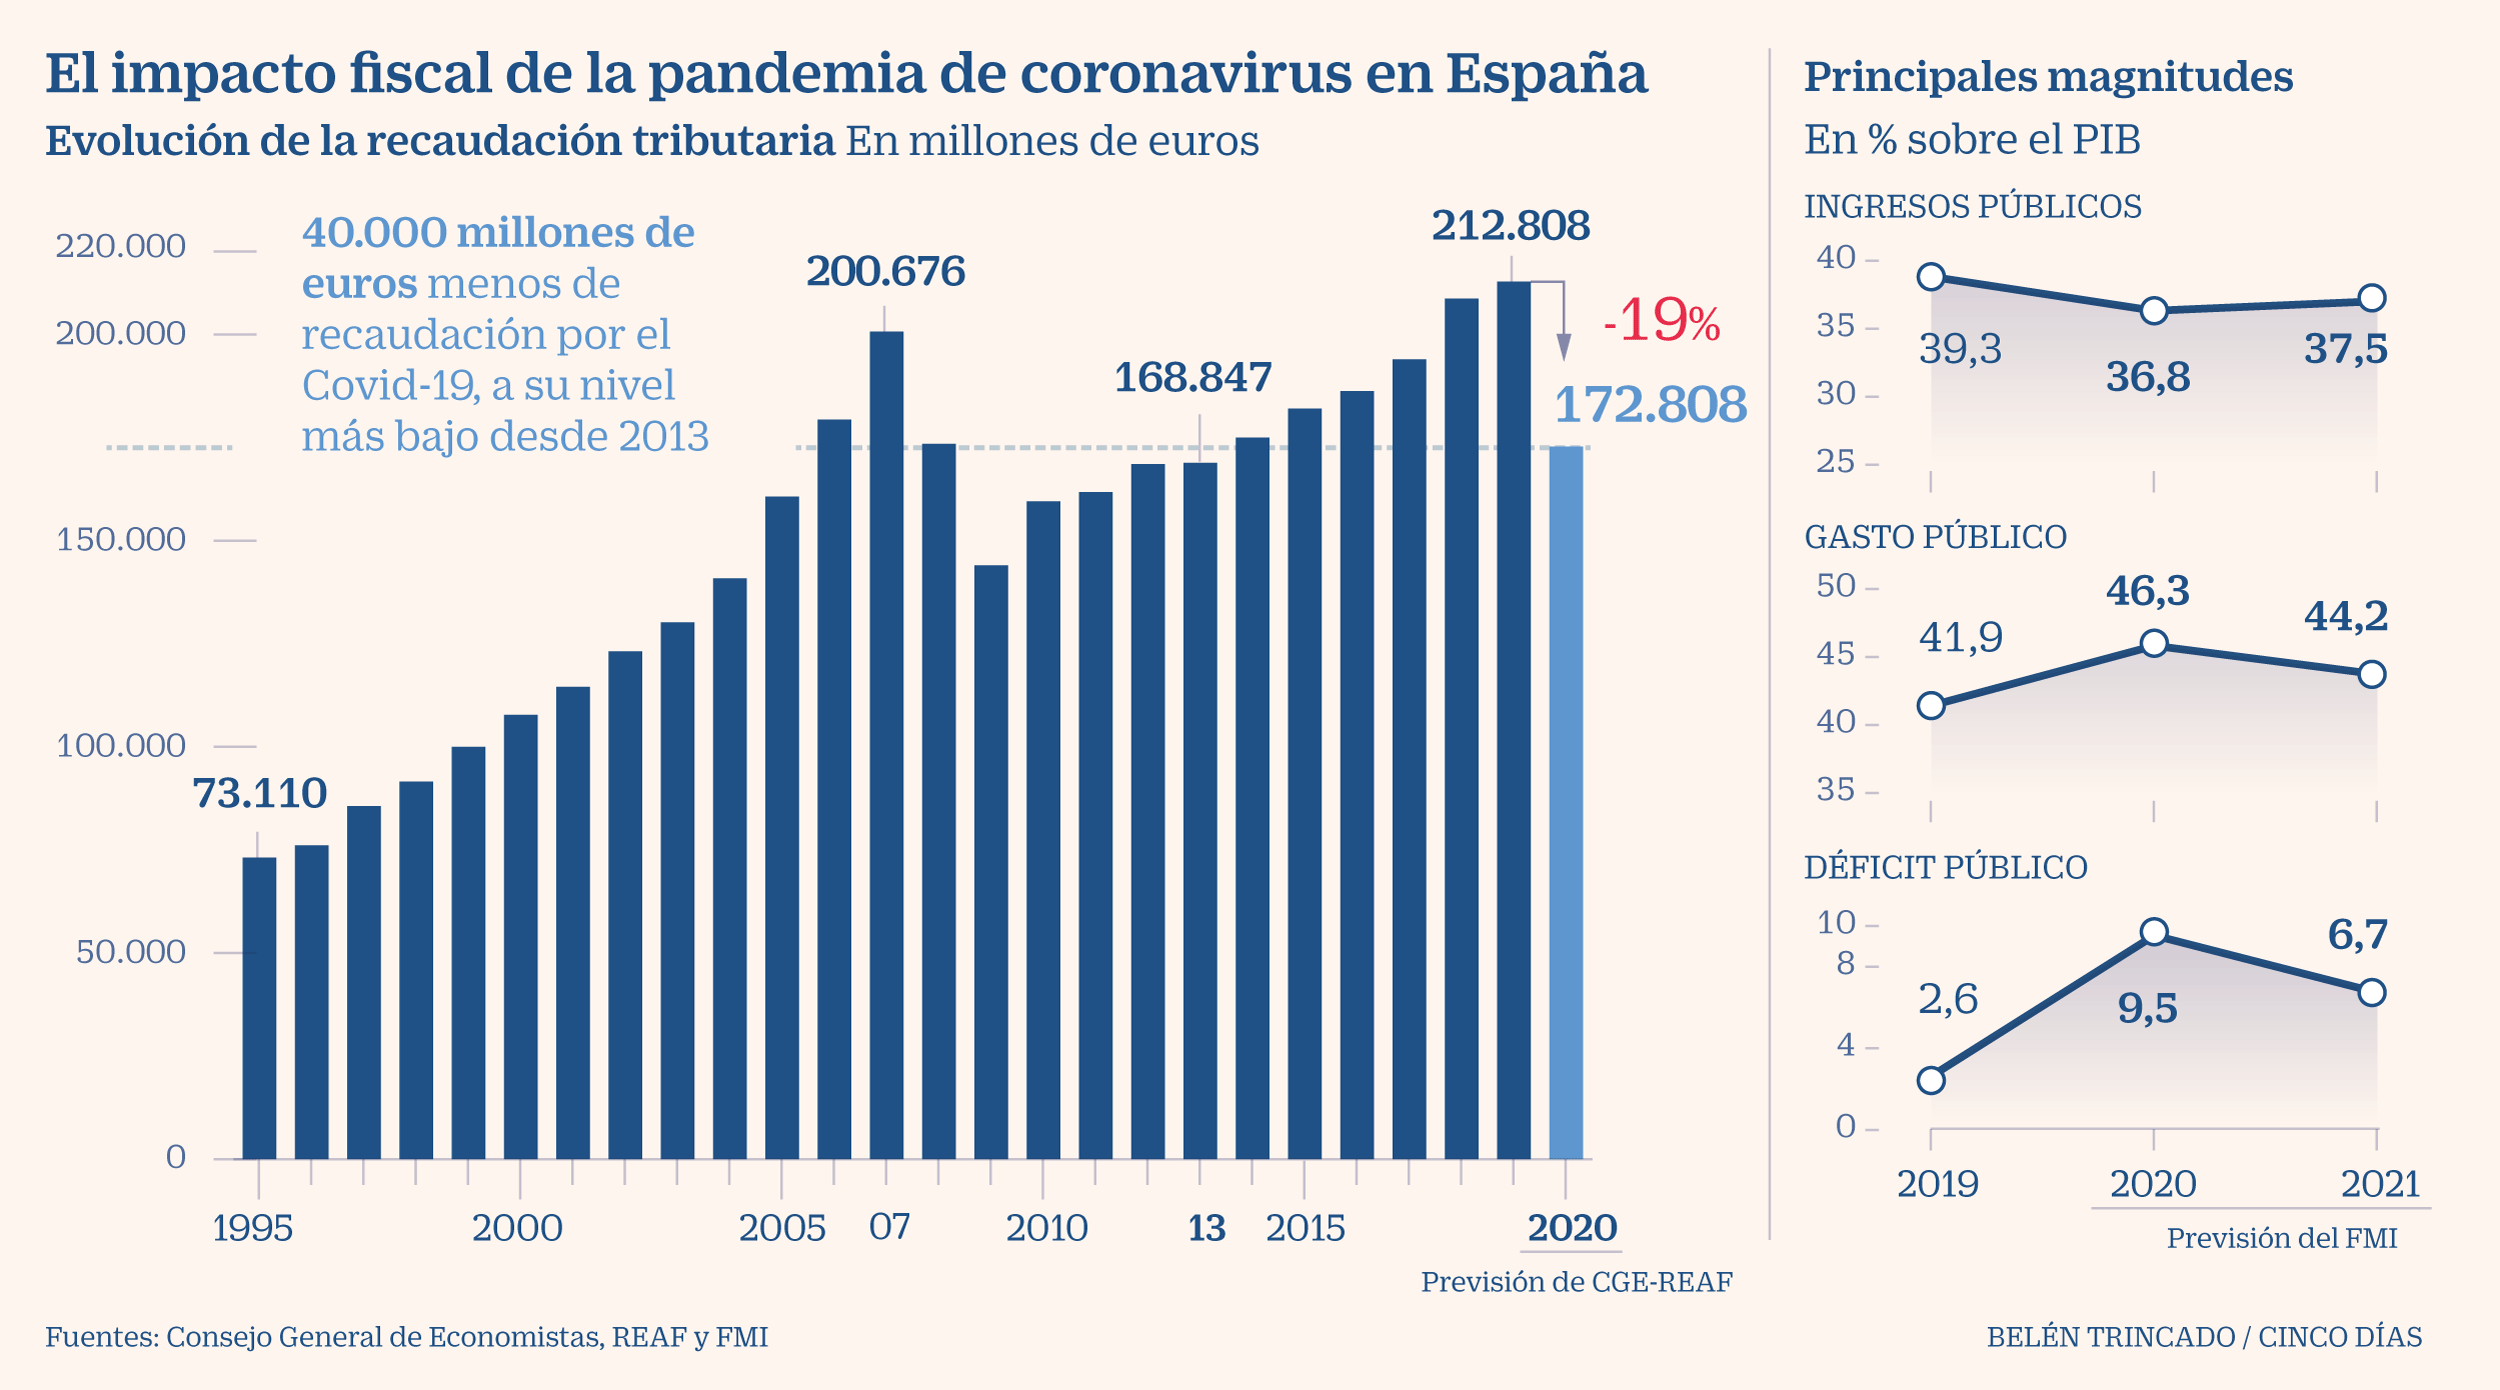 El impacto fiscal de la pandemia de coronavirus en España
Evolución de la recaudación tributaria En millones de euros
220.000
200.000
150.000
100.000
50.000
0
40.000 millones de
euros menos de
recaudación por el
Covid-19, a su nivel
más bajo desde 2013
73.110
200.676
168.847
212.808
-19%
172.808
1995 2000 2005 07 2010 13 2015 2020
Previsión de CGE-REAF
Principales magnitudes
En % sobre el PIB
INGRESOS PÚBLICOS
40
35
30
25
39,3 36,8 37,5
GASTO PÚBLICO
50
45
40
35
41,9 46,3 44,2
DÉFICIT PÚBLICO
10
8
4
0
2,6 9,5 6,7
2019 2020 2021
Previsión del FMI
Fuentes: Consejo General de Economistas, REAF y FMI
BELÉN TRINCADO / CINCO DÍAS